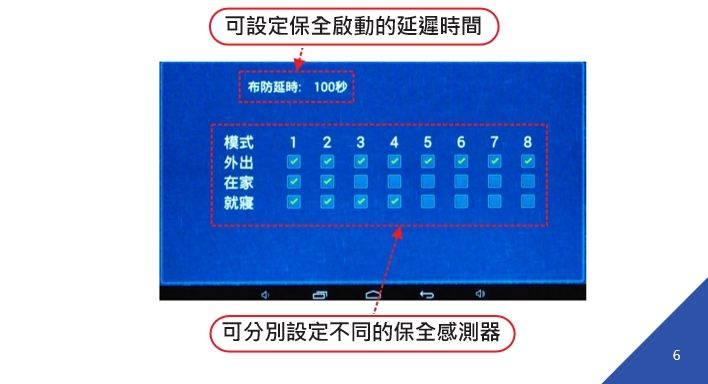 可設定保全啟動的延遲時間
布防延時: 100秒
模式 1 2 3 4 5 6 7 8
外出
在家
就寢
可分別設定不同的保全感測器
6